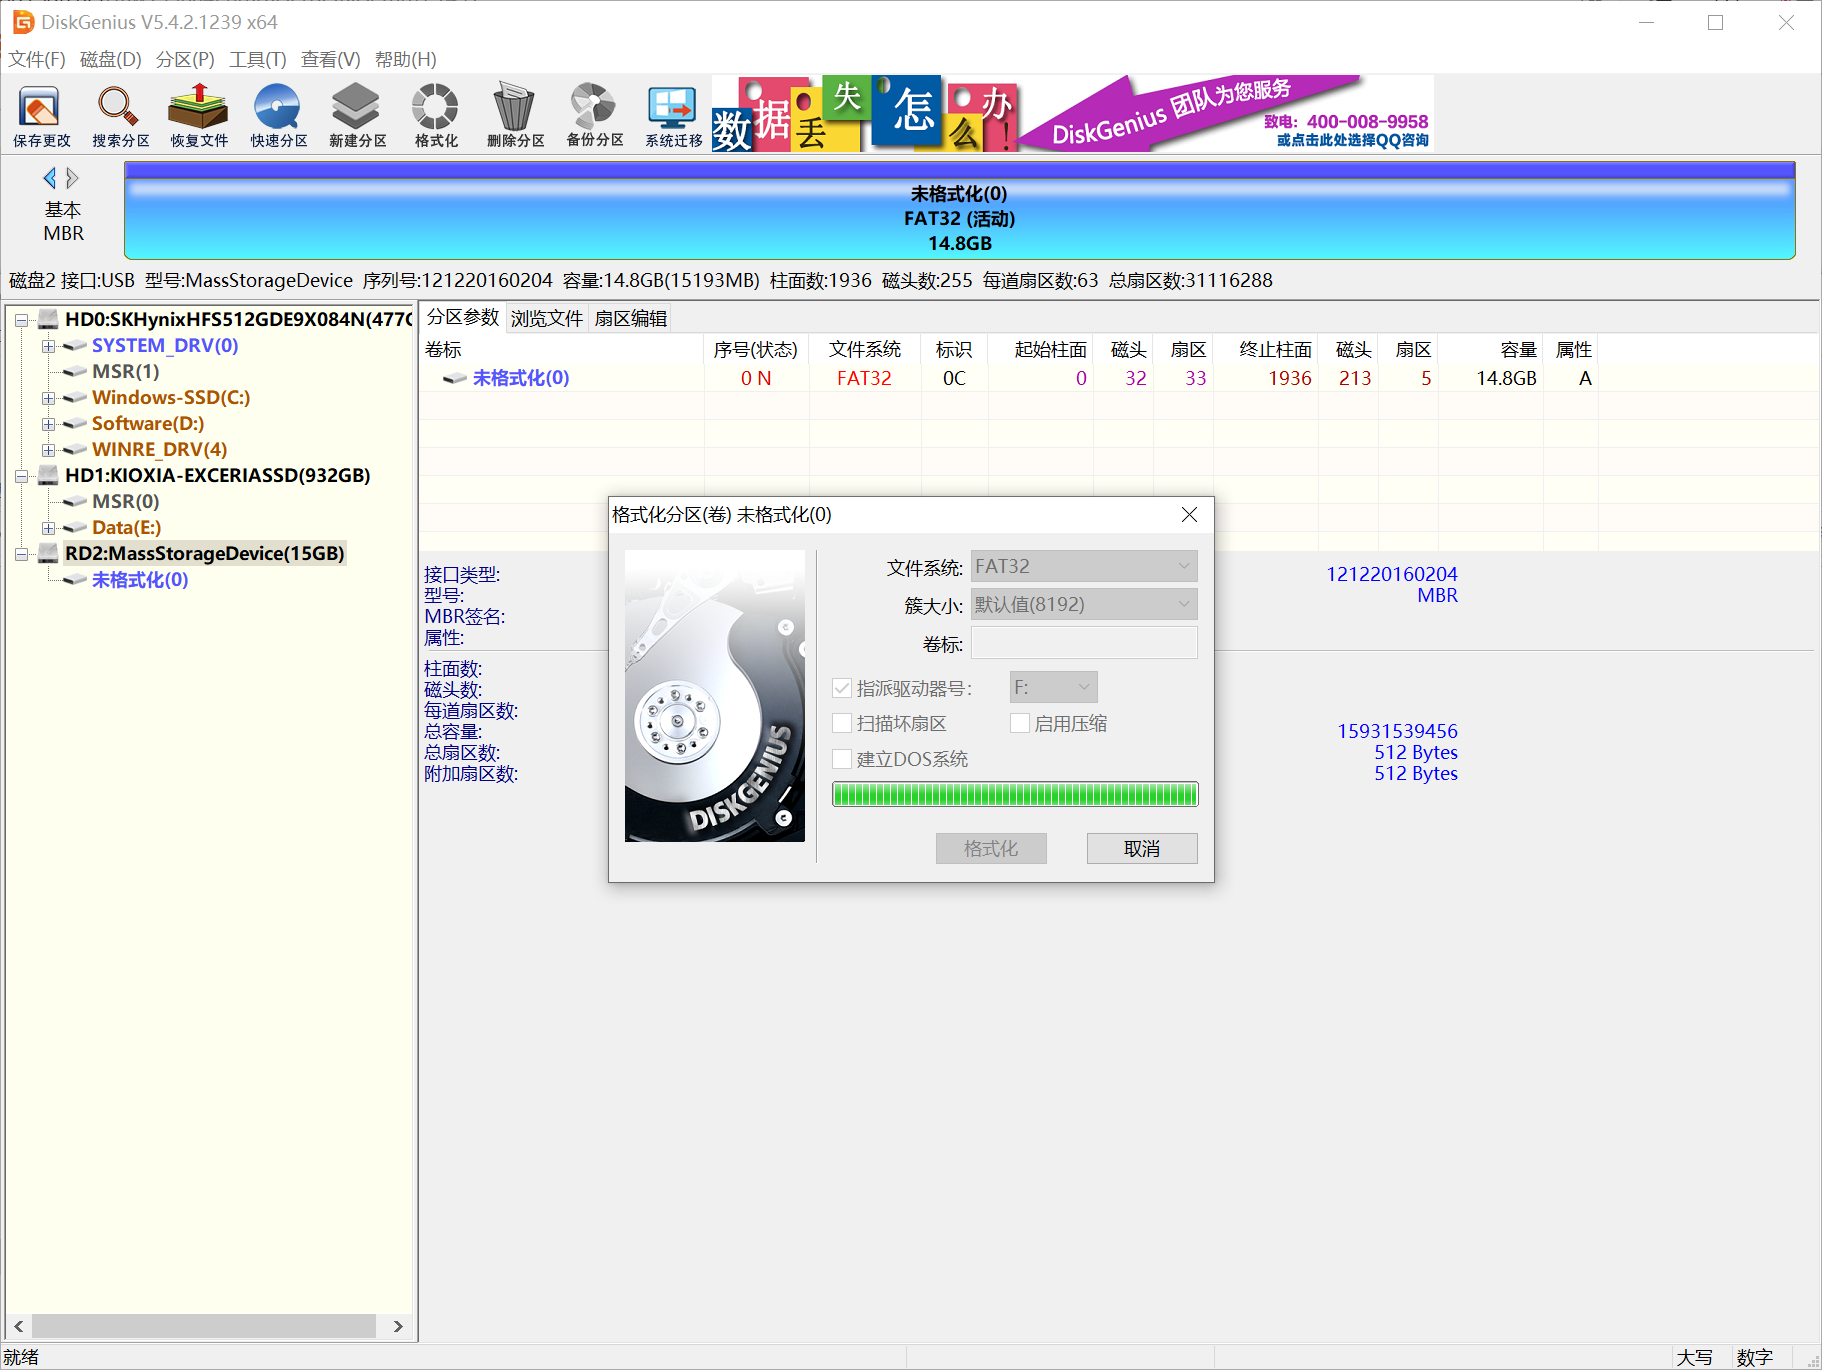 DiskGenius V5.4.2.1239 x64
文件(F) 磁盘(D) 分区(P) 工具(T) 查看(V) 帮助(H)
保存更改 搜索分区 恢复文件 快速分区 新建分区 格式化 删除分区 备份分区 系统迁移
数据丢失怎么办!
DiskGenius 团队为您服务
致电: 400-008-9958
或点击此处选择QQ咨询
基本
MBR
未格式化(0)
FAT32 (活动)
14.8GB
磁盘2 接口:USB 型号:MassStorageDevice 序列号:121220160204 容量:14.8GB(15193MB) 柱面数:1936 磁头数:255 每道扇区数:63 总扇区数:31116288
HD0:SKHynixHFS512GDE9X084N(477G
SYSTEM_DRV(0)
MSR(1)
Windows-SSD(C:)
Software(D:)
WINRE_DRV(4)
HD1:KIOXIA-EXCERIASSD(932GB)
MSR(0)
Data(E:)
RD2:MassStorageDevice(15GB)
未格式化(0)
分区参数 浏览文件 扇区编辑
卷标 序号(状态) 文件系统 标识 起始柱面 磁头 扇区 终止柱面 磁头 扇区 容量 属性
未格式化(0) 0 N FAT32 0C 0 32 33 1936 213 5 14.8GB A
接口类型:
型号:
MBR签名:
属性:
121220160204
MBR
柱面数:
磁头数:
每道扇区数:
总容量:
总扇区数:
附加扇区数:
15931539456
512 Bytes
512 Bytes
格式化分区(卷) 未格式化(0)
DISKGENIUS
文件系统: FAT32
簇大小: 默认值(8192)
卷标:
指派驱动器号: F:
扫描坏扇区 启用压缩
建立DOS系统
格式化 取消
就绪 大写 数字